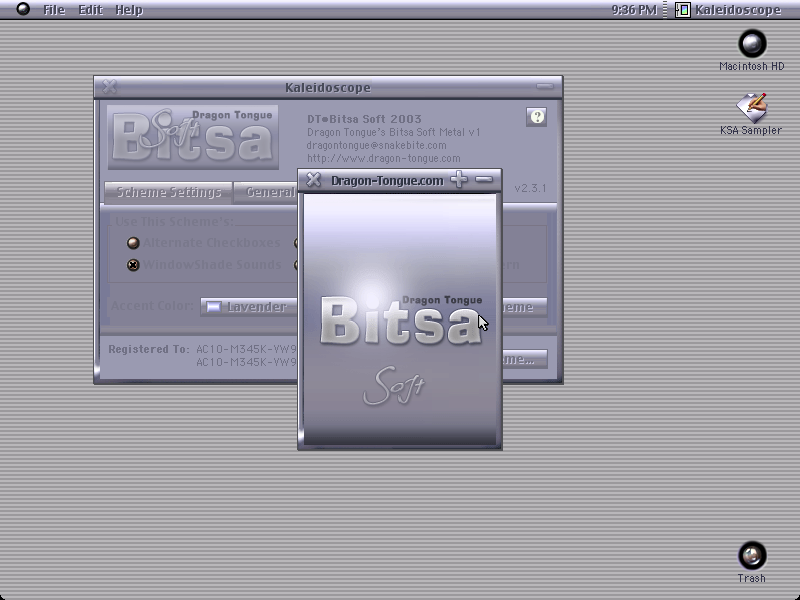 File Edit Help
9:36 PM Kaleidoscope
Macintosh HD
KSA Sampler
Kaleidoscope
Dragon Tongue
Bitsa
Soft
DT•Bitsa Soft 2003
Dragon Tongue's Bitsa Soft Metal v1
dragontongue@snakebite.com
http://www.dragon-tongue.com
?
v2.3.1
Scheme Settings
General
Use This Scheme's:
Alternate Checkboxes
WindowShade Sounds
Accent Color:
Lavender
Registered To: AC10-M345K-VW9
AC10-M345K-VW9
Dragon-Tongue.com
Dragon Tongue
Bitsa
Soft
Trash